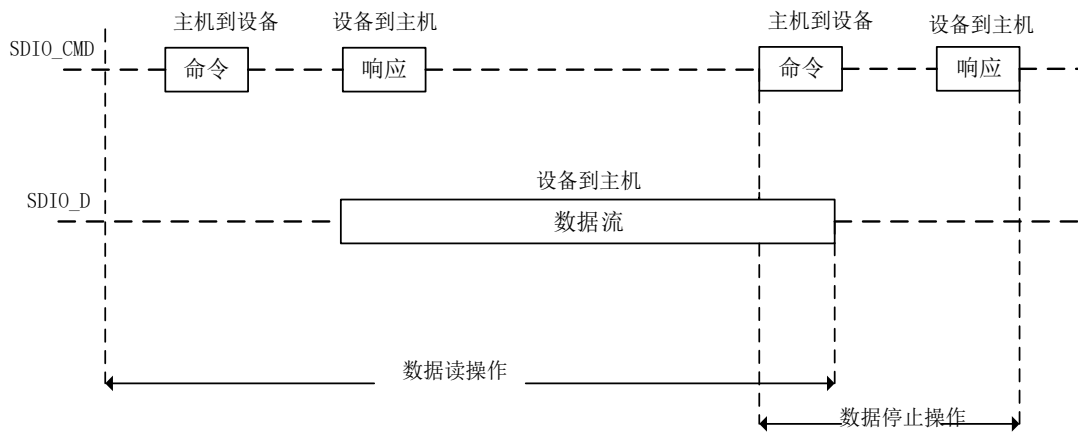 主机到设备 设备到主机 主机到设备 设备到主机
SDIO_CMD 命令 响应 命令 响应
设备到主机
SDIO_D 数据流
数据读操作
数据停止操作